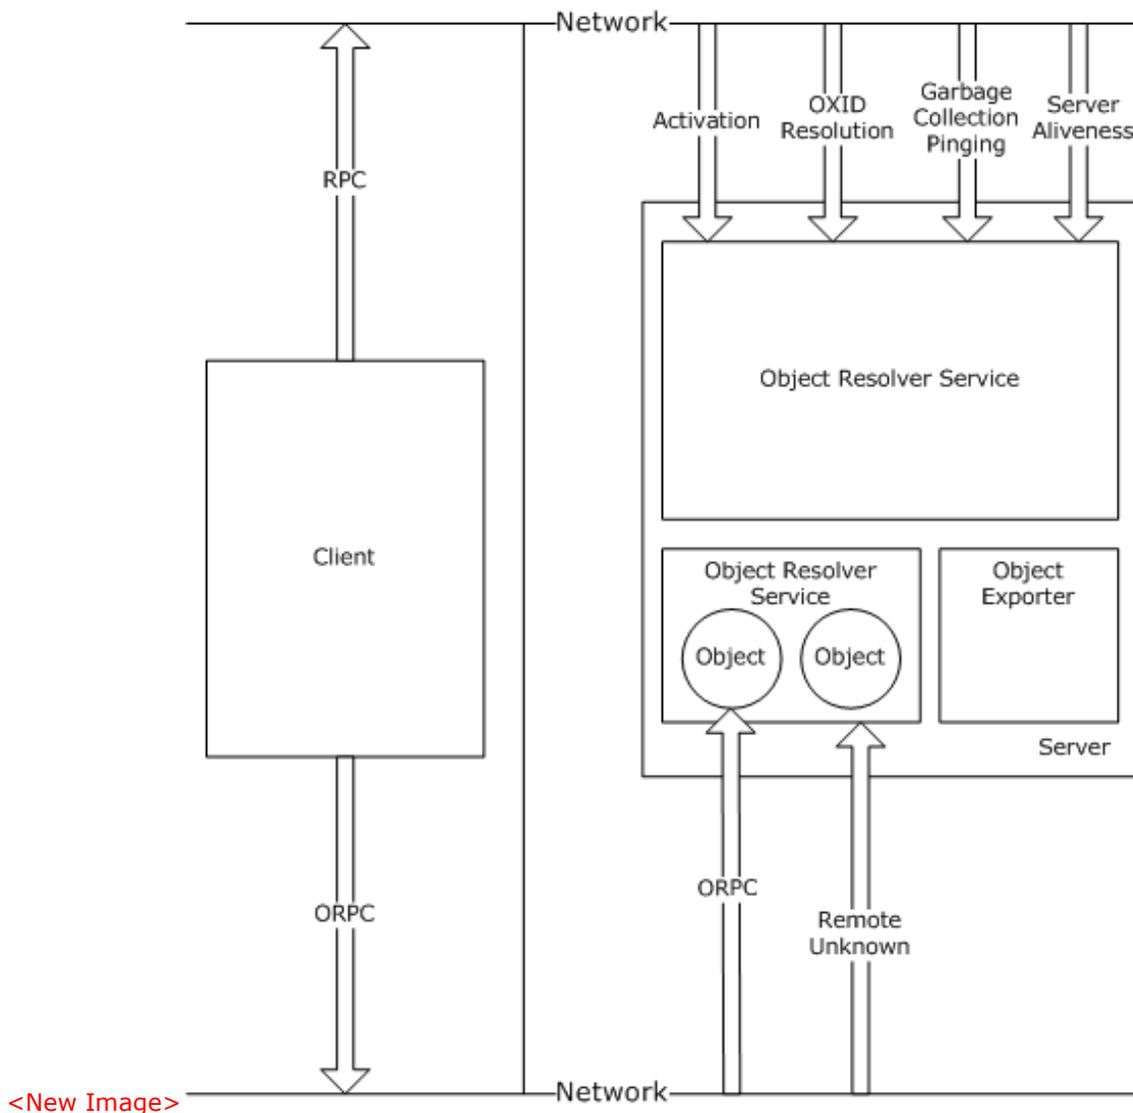 Network
Activation
OXID
Resolution
Garbage
Collection
Pinging
Server
Aliveness
RPC
Object Resolver Service
Client
Object Resolver
Service
Object
Object
Object
Exporter
Server
ORPC
Remote
Unknown
ORPC
Network
<New Image>